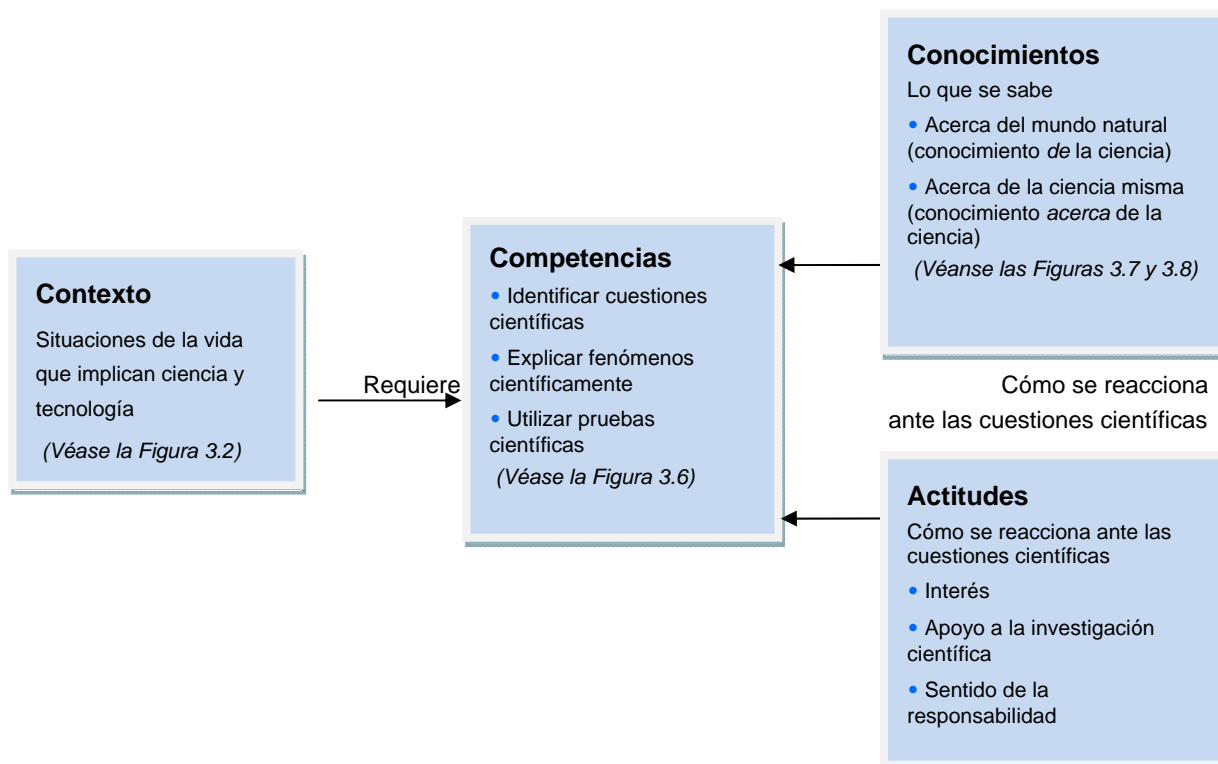 Contexto
Situaciones de la vida
que implican ciencia y
tecnología
(Véase la Figura 3.2)
Requiere
Competencias
• Identificar cuestiones
científicas
• Explicar fenómenos
científicamente
• Utilizar pruebas
científicas
(Véase la Figura 3.6)
Conocimientos
Lo que se sabe
• Acerca del mundo natural
(conocimiento de la ciencia)
• Acerca de la ciencia misma
(conocimiento acerca de la
ciencia)
(Véanse las Figuras 3.7 y 3.8)
Cómo se reacciona
ante las cuestiones científicas
Actitudes
Cómo se reacciona ante las
cuestiones científicas
• Interés
• Apoyo a la investigación
científica
• Sentido de la
responsabilidad